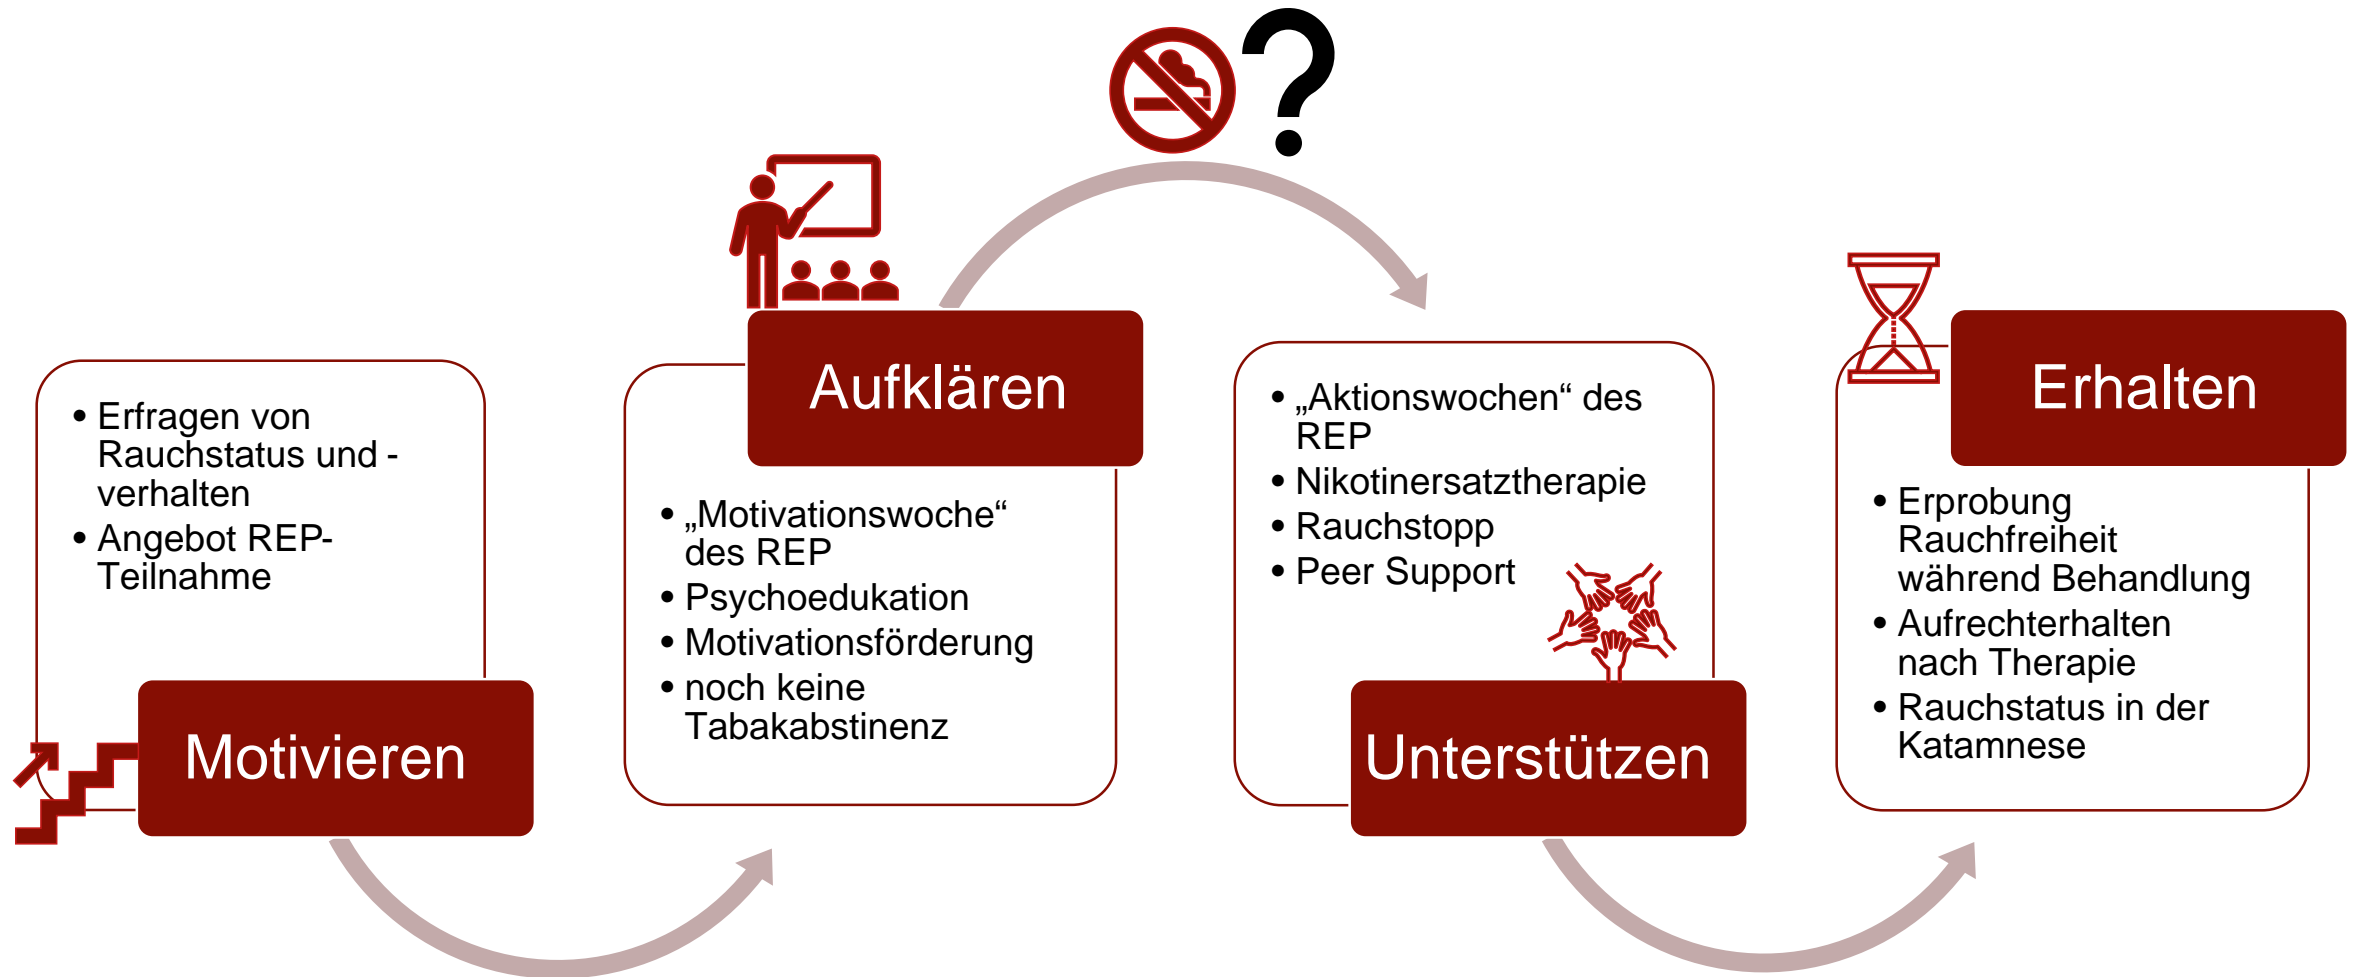 • Erfragen von
Rauchstatus und -
verhalten
• Angebot REP-
Teilnahme
Motivieren
Aufklären
• „Motivationswoche“
des REP
• Psychoedukation
• Motivationsförderung
• noch keine
Tabakabstinenz
?
• „Aktionswochen“ des
REP
• Nikotinersatztherapie
• Rauchstopp
• Peer Support
Unterstützen
Erhalten
• Erprobung
Rauchfreiheit
während Behandlung
• Aufrechterhalten
nach Therapie
• Rauchstatus in der
Katamnese